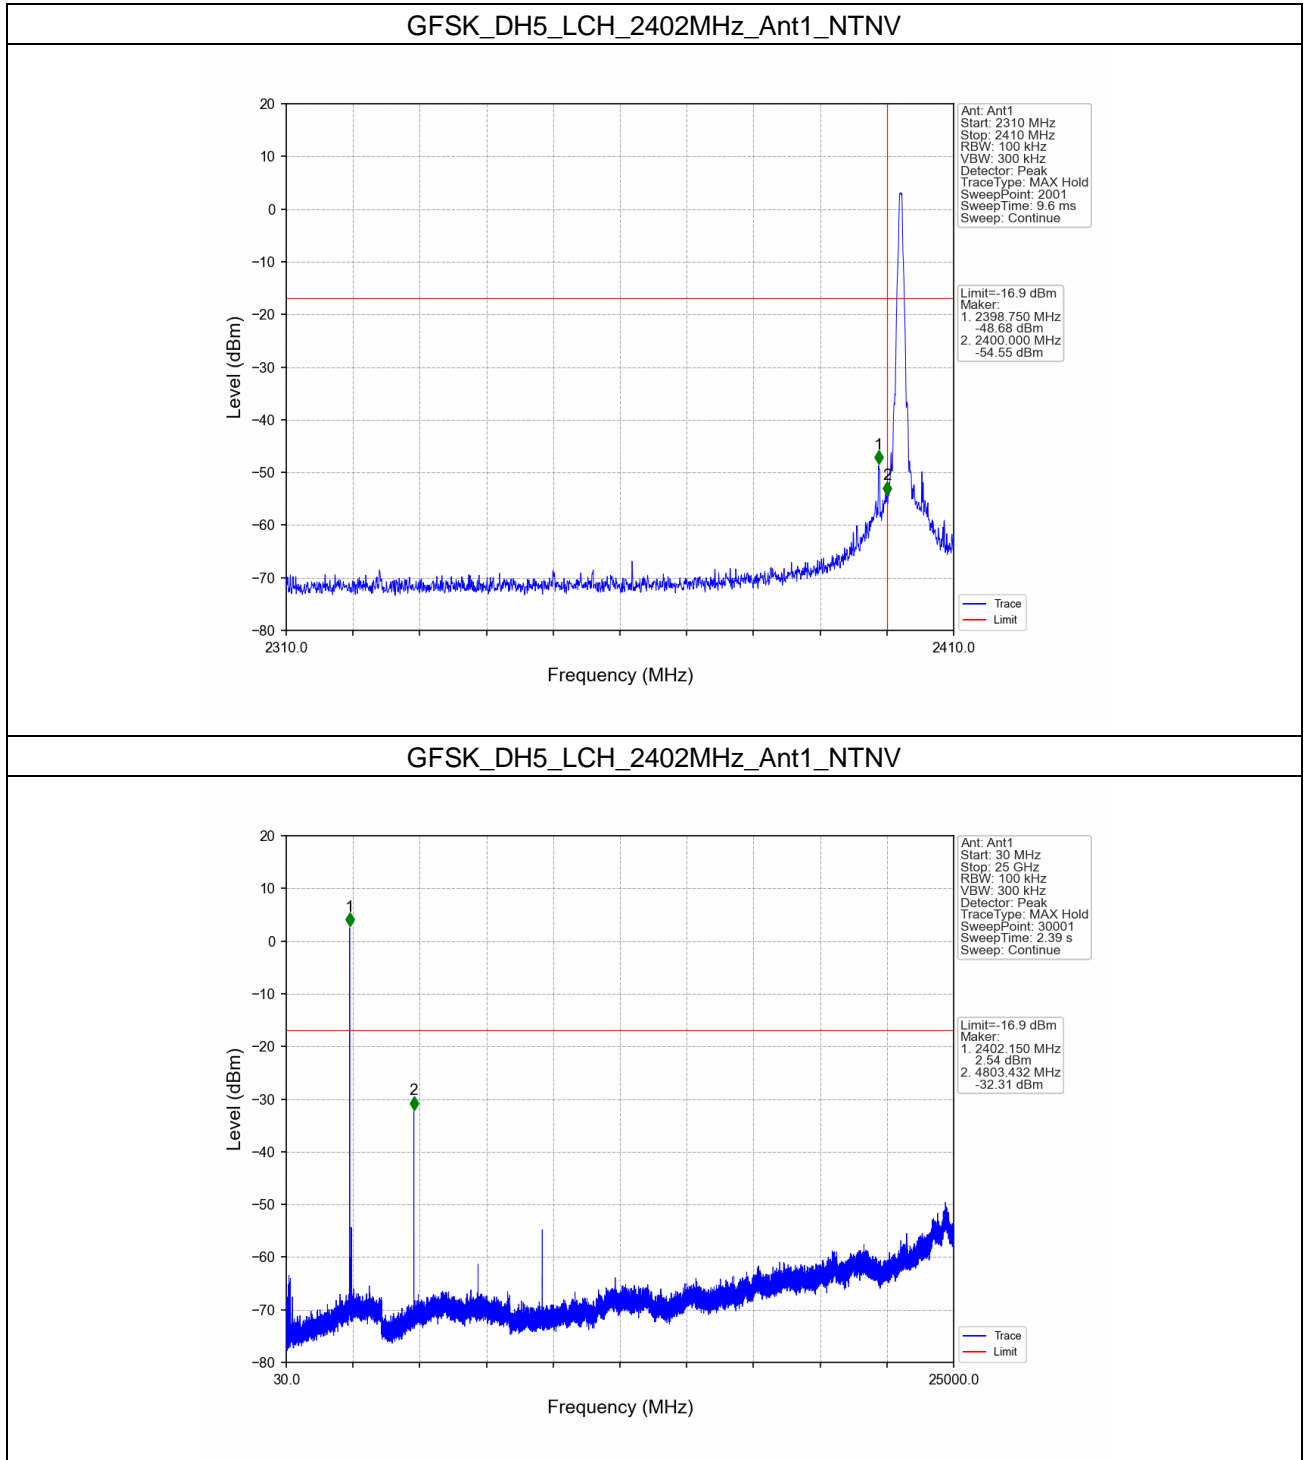 GFSK_DH5_LCH_2402MHz_Ant1_NTNV
20
10
0
−10
−20
−30
−40
−50
−60
−70
−80
Level (dBm)
2310.0
2410.0
Frequency (MHz)
1
2
Ant: Ant1
Start: 2310 MHz
Stop: 2410 MHz
RBW: 100 kHz
VBW: 300 kHz
Detector: Peak
TraceType: MAX Hold
SweepPoint: 2001
SweepTime: 9.6 ms
Sweep: Continue
Limit=-16.9 dBm
Maker:
1. 2398.750 MHz
-48.68 dBm
2. 2400.000 MHz
-54.55 dBm
Trace
Limit
GFSK_DH5_LCH_2402MHz_Ant1_NTNV
20
10
0
−10
−20
−30
−40
−50
−60
−70
−80
Level (dBm)
30.0
25000.0
Frequency (MHz)
1
2
Ant: Ant1
Start: 30 MHz
Stop: 25 GHz
RBW: 100 kHz
VBW: 300 kHz
Detector: Peak
TraceType: MAX Hold
SweepPoint: 30001
SweepTime: 2.39 s
Sweep: Continue
Limit=-16.9 dBm
Maker:
1. 2402.150 MHz
2.54 dBm
2. 4803.432 MHz
-32.31 dBm
Trace
Limit